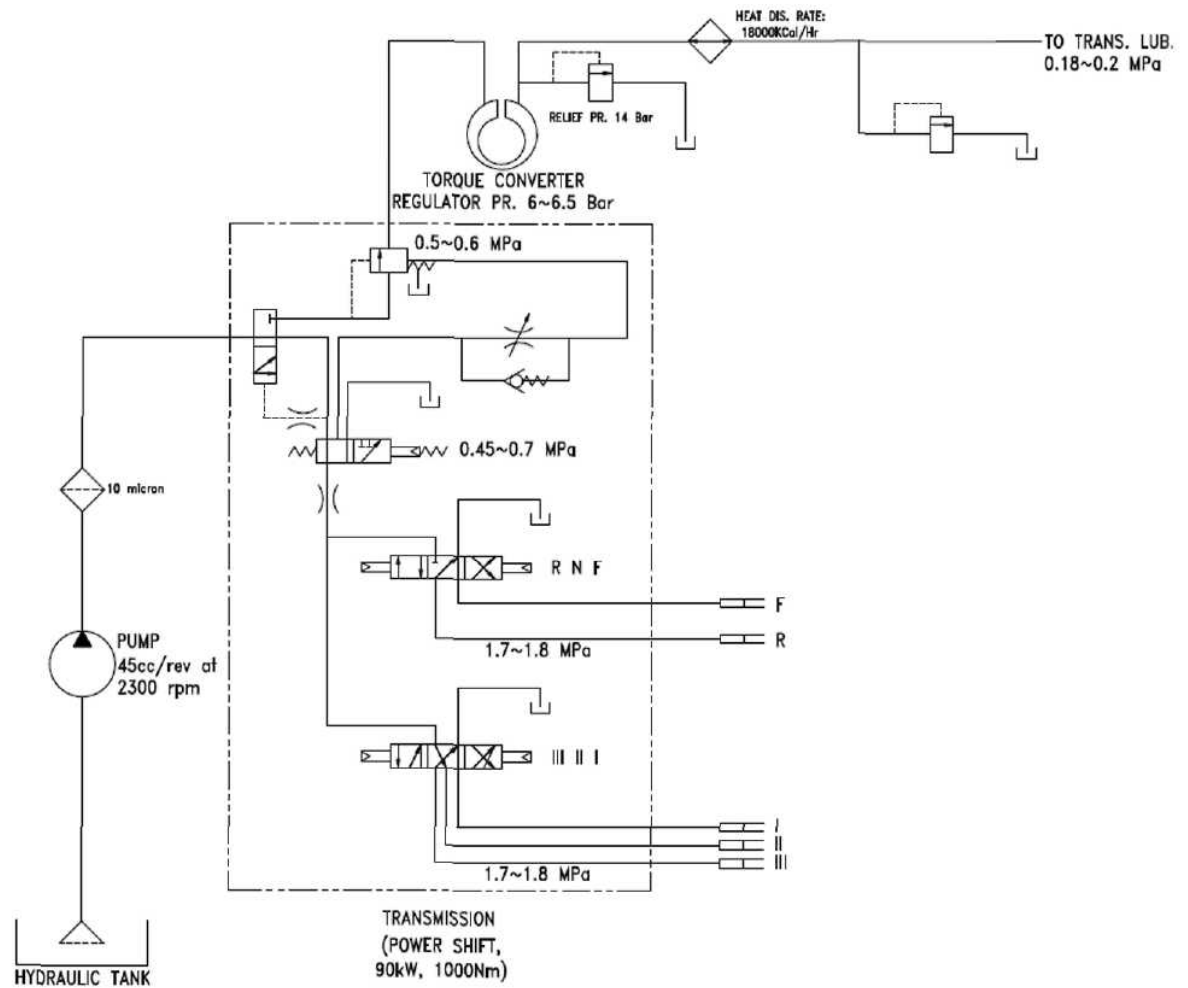 HEAT DIS. RATE:
18000KCal/Hr
TO TRANS. LUB.
0.18~0.2 MPa
RELIEF PR. 14 Bar
TORQUE CONVERTER
REGULATOR PR. 6~6.5 Bar
0.5~0.6 MPa
0.45~0.7 MPa
10 micron
R N F
F
R
1.7~1.8 MPa
PUMP
45cc/rev at
2300 rpm
III II I
I
II
III
1.7~1.8 MPa
TRANSMISSION
(POWER SHIFT,
90kW, 1000Nm)
HYDRAULIC TANK